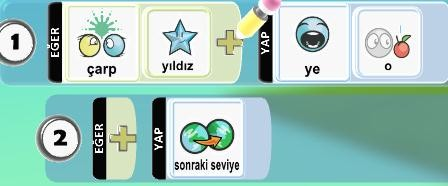 1 EĞER çarp yıldız YAP ye o
2 EĞER YAP sonraki seviye